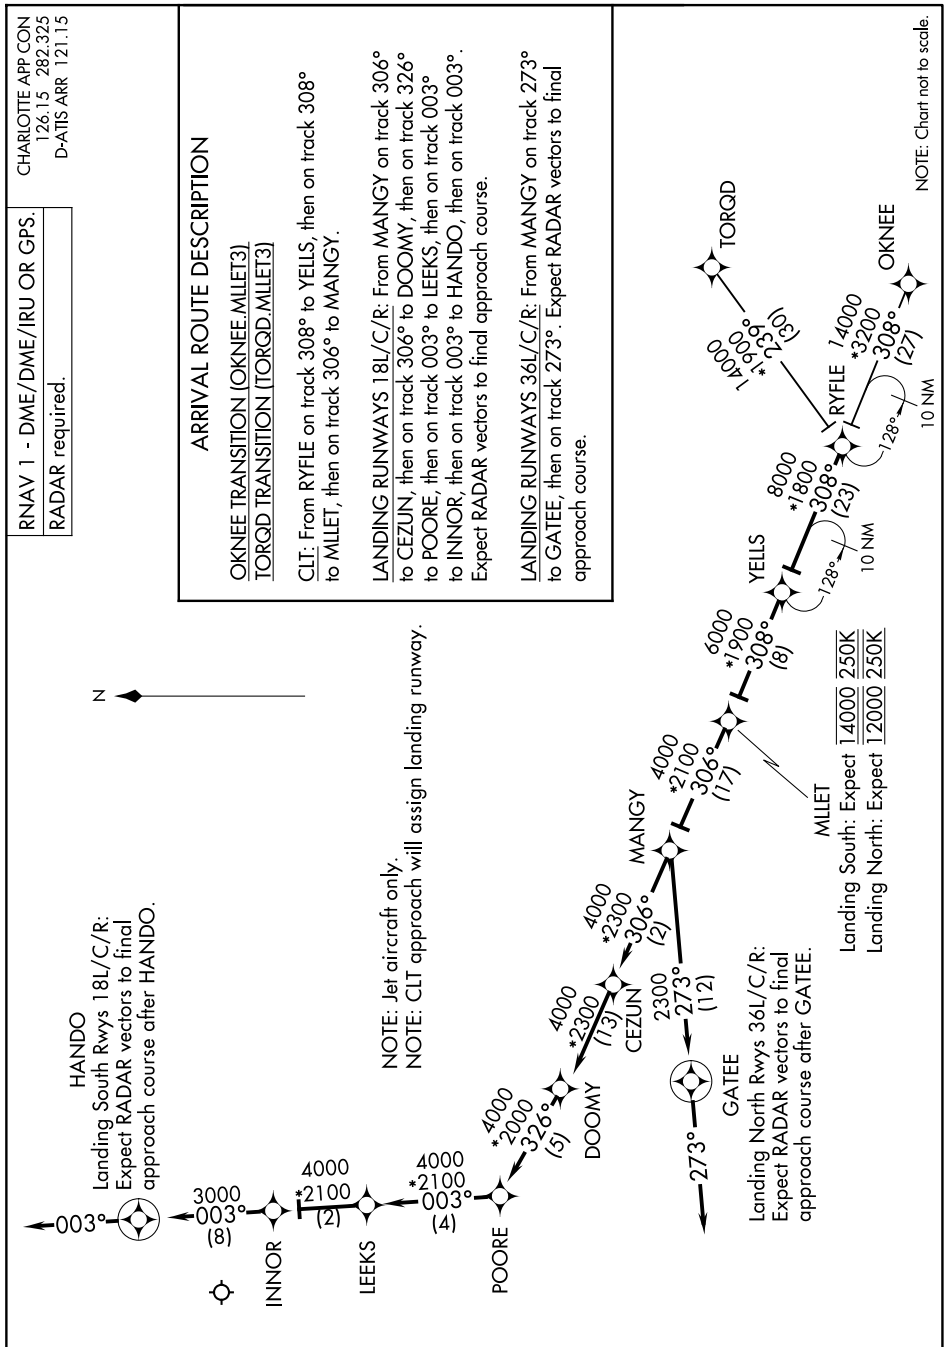 RNAV 1 - DME/DME/IRU OR GPS.
RADAR required.
CHARLOTTE APP CON
126.15 282.325
D-ATIS ARR 121.15
ARRIVAL ROUTE DESCRIPTION
OKNEE TRANSITION (OKNEE.MLLET3)
TORQD TRANSITION (TORQD.MLLET3)
CLT: From RYFLE on track 308° to YELLS, then on track 308°
to MLLET, then on track 306° to MANGY.
LANDING RUNWAYS 18L/C/R: From MANGY on track 306°
to CEZUN, then on track 306° to DOOMY, then on track 326°
to POORE, then on track 003° to LEEKS, then on track 003°
to INNOR, then on track 003° to HANDO, then on track 003°.
Expect RADAR vectors to final approach course.
LANDING RUNWAYS 36L/C/R: From MANGY on track 273°
to GATEE, then on track 273°. Expect RADAR vectors to final
approach course.
N
NOTE: Jet aircraft only.
NOTE: CLT approach will assign landing runway.
HANDO
Landing South Rwys 18L/C/R:
Expect RADAR vectors to final
approach course after HANDO.
003°
3000
003°
(8)
INNOR
4000
*2100
(2)
LEEKS
4000
*2100
003°
(4)
POORE
4000
*2000
326°
(5)
DOOMY
4000
*2300
(13)
CEZUN
4000
*2300
306°
(2)
MANGY
2300
273°
(12)
GATEE
Landing North Rwys 36L/C/R:
Expect RADAR vectors to final
approach course after GATEE.
273°
4000
*2100
306°
(17)
MLLET
Landing South: Expect 14000 250K
Landing North: Expect 12000 250K
6000
*1900
308°
(8)
YELLS
128°
10 NM
8000
*1800
308°
(23)
RYFLE
128°
10 NM
14000
*1900
239°
(30)
TORQD
14000
*3200
308°
(27)
OKNEE
NOTE: Chart not to scale.